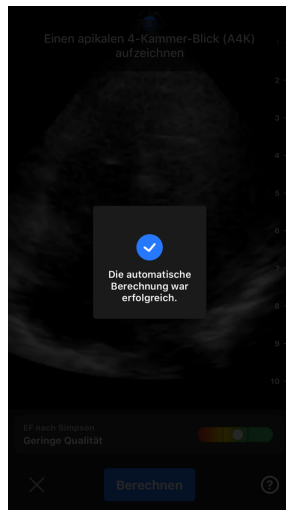 Einen apikalen 4-Kammer-Blick (A4K)
aufzeichnen
2
3
4
5
6
7
8
9
10
Die automatische
Berechnung war
erfolgreich.
EF nach Simpson
Geringe Qualität
Berechnen
?